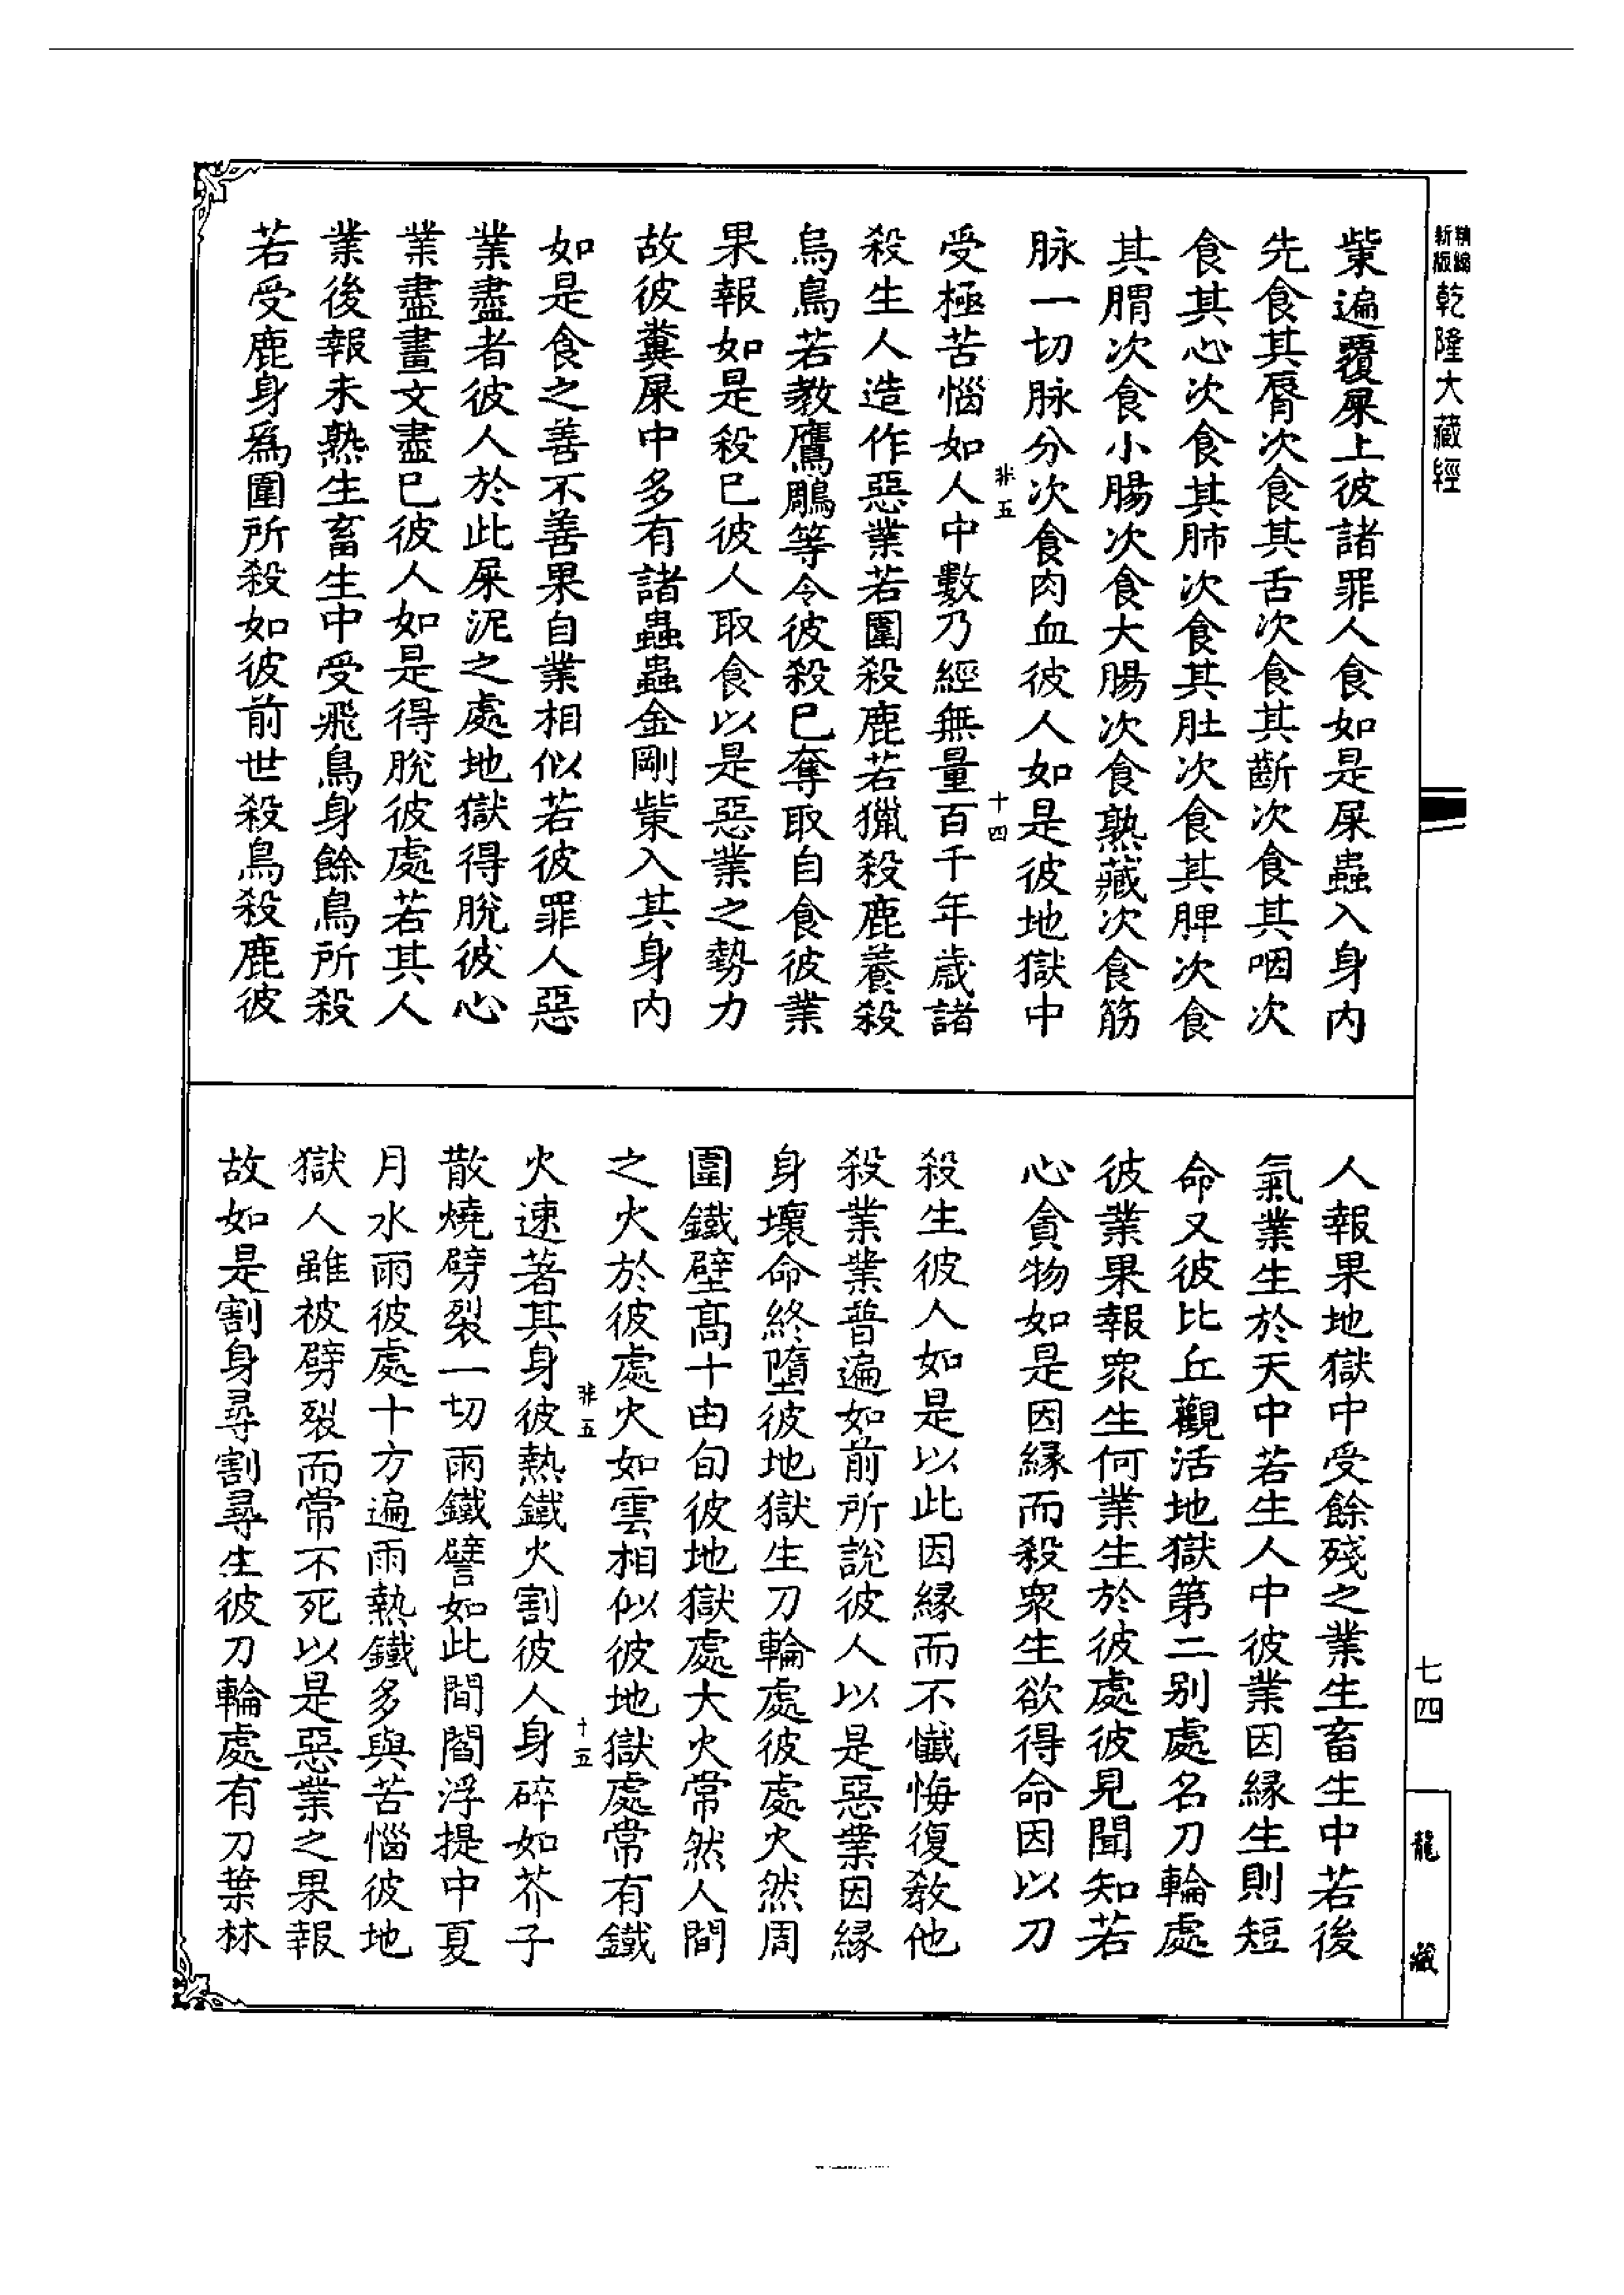 精縮
新版
乾隆大藏經
㭰遍覆屎上彼諸罪人食如是屎蟲入身内
先食其脣次食其舌次食其齗次食其咽次
食其心次食其肺次食其肚次食其脾次食
其胃次食小腸次食大腸次食熟藏次食筋
脉一切脉分次食肉血彼人如是彼地獄中
非五
十四
受極苦惱如人中數乃經無量百千年歲諸
殺生人造作惡業若圍殺鹿若獵殺鹿養殺
烏鳥若教鷹鵰等令彼殺已奪取自食彼業
果報如是殺已彼人取食以是惡業之勢力
故彼糞屎中多有諸蟲蟲金剛㭰入其身内
如是食之善不善果自業相似若彼罪人惡
業盡者彼人於此屎泥之處地獄得脫彼心
業盡畫文盡已彼人如是得脫彼處若其人
業後報未熟生畜生中受飛鳥身餘鳥所殺
若受鹿身爲圍所殺如彼前世殺鳥殺鹿彼
人報果地獄中受餘殘之業生畜生中若後
氣業生於天中若生人中彼業因緣生則短
命又彼比丘觀活地獄第二别處名刀輪處
彼業果報衆生何業生於彼處彼見聞知若
心貪物如是因緣而殺衆生欲得命因以刀
殺生彼人如是以此因緣而不懺悔復教他
殺業業普遍如前所說彼人以是惡業因緣
身壞命終墮彼地獄生刀輪處彼處火然周
圍鐵壁高十由旬彼地獄處大火常然人間
之火於彼處火如雲相似彼地獄處常有鐵
非五
十五
火速著其身彼熱鐵火割彼人身碎如芥子
散燒劈裂一切雨鐵譬如此間閻浮提中夏
月水雨彼處十方遍雨熱鐵多與苦惱彼地
獄人雖被劈裂而常不死以是惡業之果報
故如是割身尋割尋生彼刀輪處有刀葉林
七四
龍藏